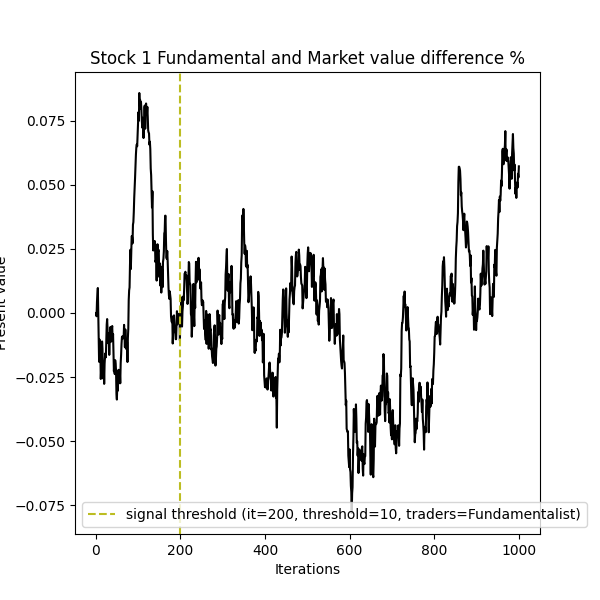 Stock 1 Fundamental and Market value difference %
Present value
0.075
0.050
0.025
0.000
−0.025
−0.050
−0.075
signal threshold (it=200, threshold=10, traders=Fundamentalist)
0 200 400 600 800 1000
Iterations